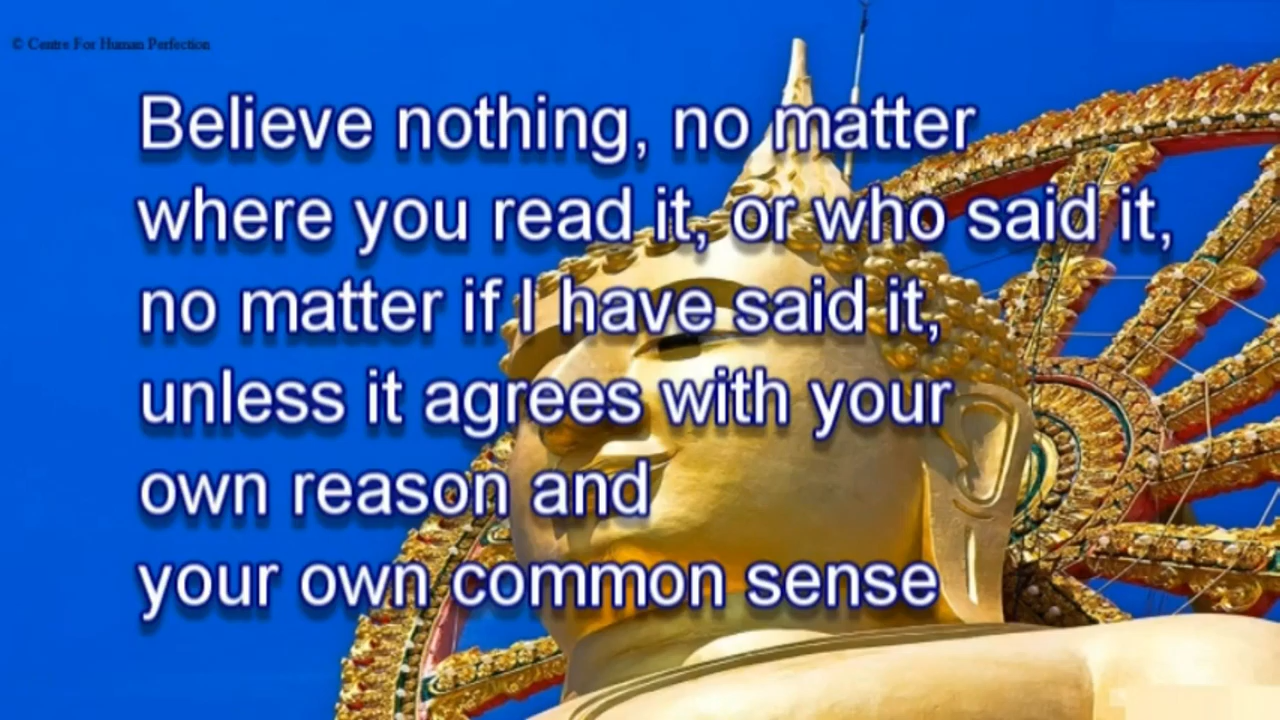 © Centre For Human Perfection
Believe nothing, no matter
where you read it, or who said it,
no matter if I have said it,
unless it agrees with your
own reason and
your own common sense